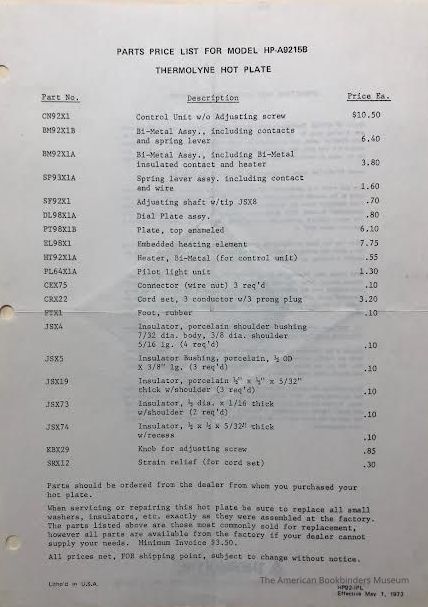 PARTS PRICE LIST FOR MODEL HP-A9215B
THERMOLYNE HOT PLATE
Part No. Description Price Ea.
CN92X1 Control Unit w/o Adjusting screw $10.50
BM92X1B Bi-Metal Assy., including contacts
and spring lever 6.40
BM92X1A Bi-Metal Assy., including Bi-Metal
insulated contact and heater 3.80
SP93X1A Spring lever assy. including contact
and wire 1.60
SF92X1 Adjusting shaft w/tip JSX8 .70
DL98X1A Dial Plate assy. .80
PT98X1B Plate, top enameled 6.10
EL98X1 Embedded heating element 7.75
HT92X1A Heater, Bi-Metal (for control unit) .55
PL64X1A Pilot light unit 1.30
CEX75 Connector (wire nut) 3 req'd .10
CRX22 Cord set, 3 conductor w/3 prong plug 3.20
FTX1 Foot, rubber .10
JSX4 Insulator, porcelain shoulder bushing
7/32 dia. body, 3/8 dia. shoulder
5/16 lg. (4 req'd) .10
JSX5 Insulator Bushing, porcelain, ½ OD
X 3/8" lg. (3 req'd) .10
JSX19 Insulator, porcelain ½" x ½" x 5/32"
thick w/shoulder (3 req'd) .10
JSX73 Insulator, ½ dia. x 1/16 thick
w/shoulder (2 req'd) .10
JSX74 Insulator, ½ x ½ x 5/32" thick
w/recess .10
KBX29 Knob for adjusting screw .85
SRX12 Strain relief (for cord set) .30
Parts should be ordered from the dealer from whom you purchased your
hot plate.
When servicing or repairing this hot plate be sure to replace all small
washers, insulators, etc. exactly as they were assembled at the factory.
The parts listed above are those most commonly sold for replacement,
however all parts are available from the factory if your dealer cannot
supply your needs. Minimum Invoice $3.50.
All prices net, FOB shipping point, subject to change without notice.
Litho'd in U.S.A.
The American Bookbinders Museum
HP92-IPL
Effective May 1, 1973